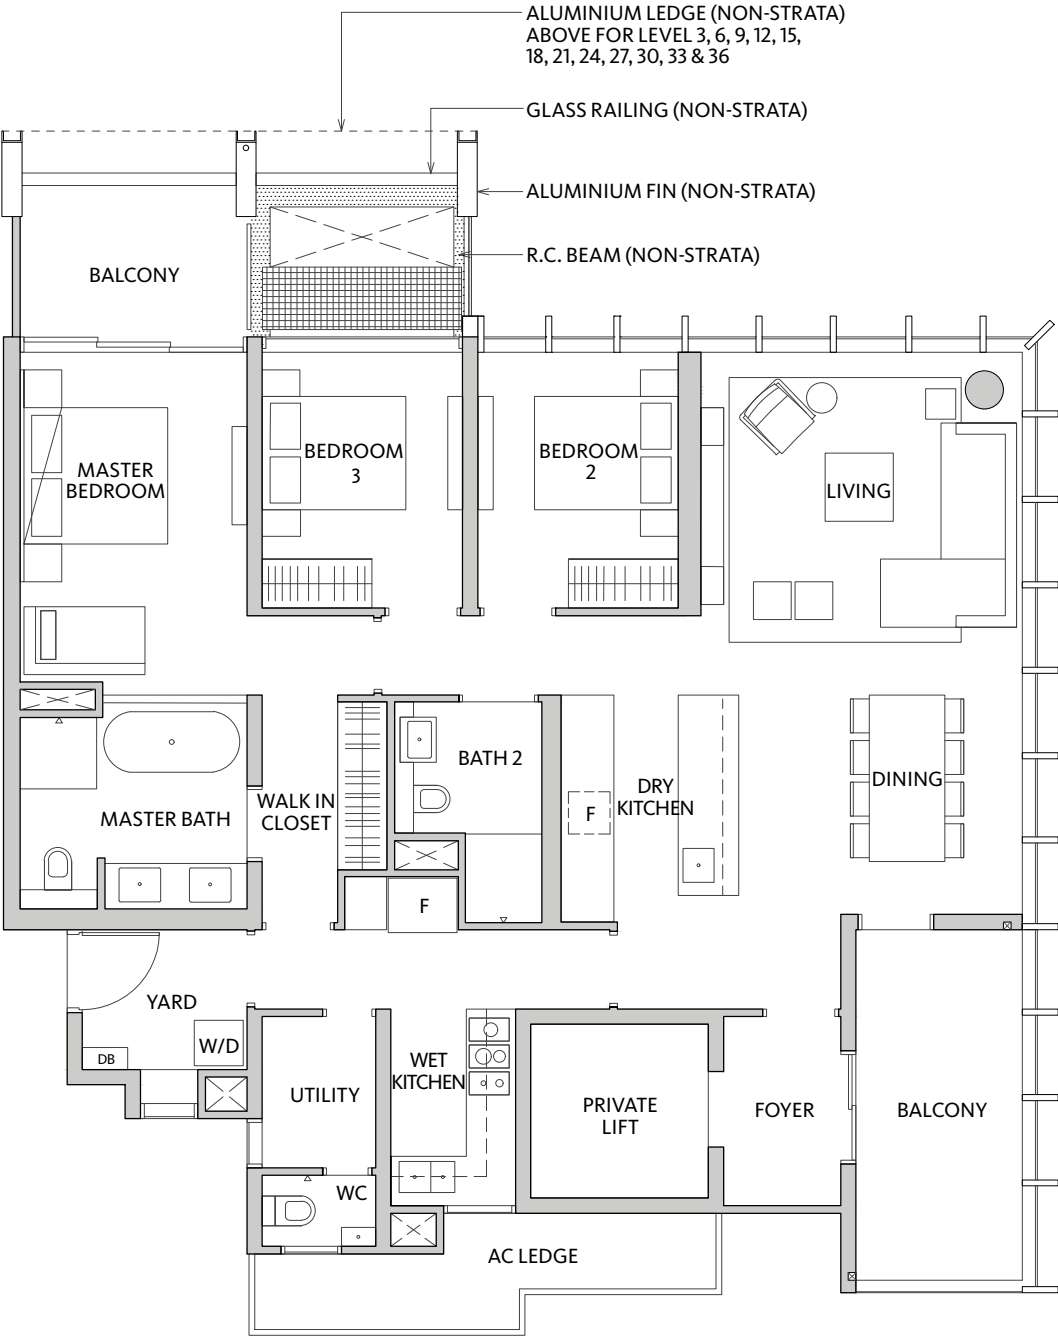 ALUMINIUM LEDGE (NON-STRATA)
ABOVE FOR LEVEL 3, 6, 9, 12, 15,
18, 21, 24, 27, 30, 33 & 36
GLASS RAILING (NON-STRATA)
ALUMINIUM FIN (NON-STRATA)
R.C. BEAM (NON-STRATA)
BALCONY
MASTER
BEDROOM
BEDROOM
3
BEDROOM
2
LIVING
BATH 2
DRY
KITCHEN
DINING
MASTER BATH
WALK IN
CLOSET
F
F
YARD
W/D
DB
UTILITY
WET
KITCHEN
PRIVATE
LIFT
FOYER
BALCONY
WC
AC LEDGE